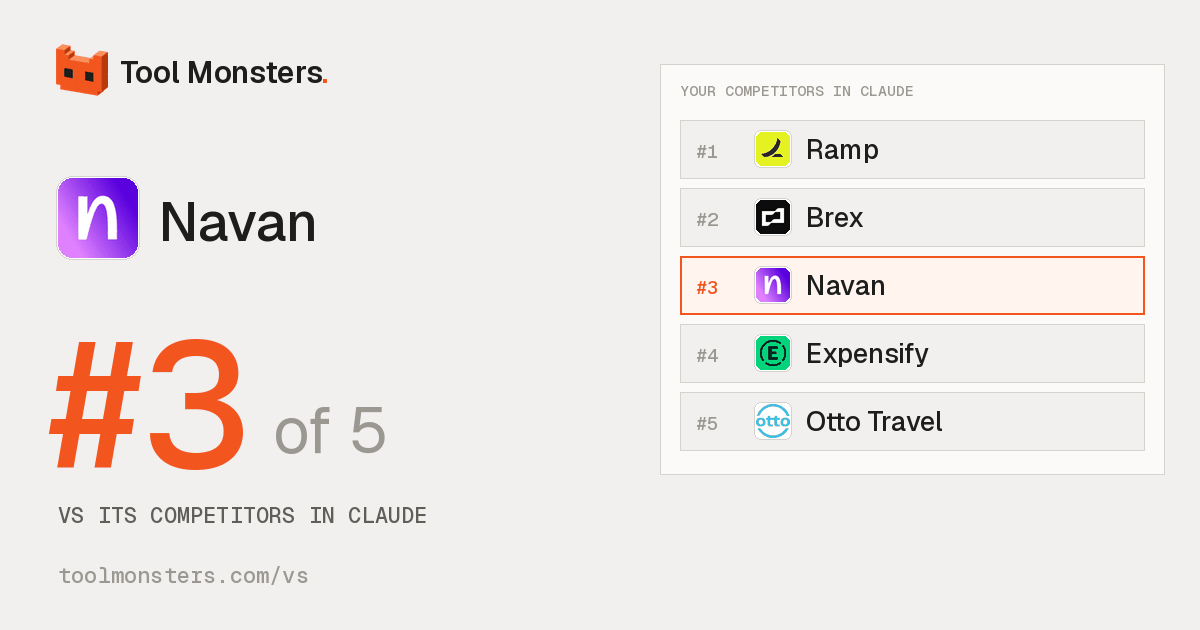 Tool Monsters.
n
Navan
#3 of 5
VS ITS COMPETITORS IN CLAUDE
toolmonsters.com/vs
YOUR COMPETITORS IN CLAUDE
#1 Ramp
#2 Brex
#3 n Navan
#4 E Expensify
#5 otto Otto Travel